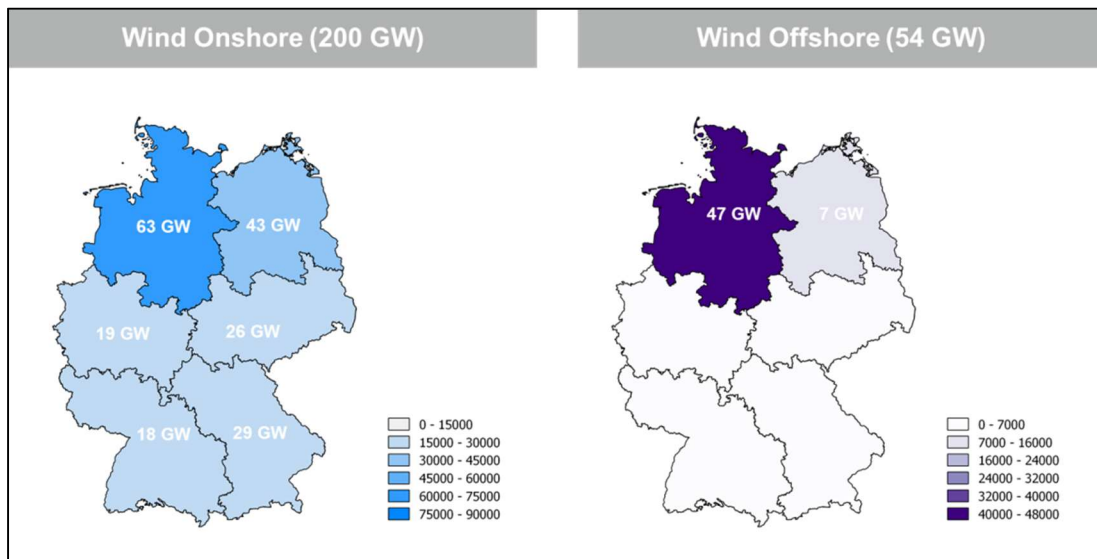 Wind Onshore (200 GW)
Wind Offshore (54 GW)
63 GW
43 GW
19 GW
26 GW
18 GW
29 GW
0 - 15000
15000 - 30000
30000 - 45000
45000 - 60000
60000 - 75000
75000 - 90000
47 GW
7 GW
0 - 7000
7000 - 16000
16000 - 24000
24000 - 32000
32000 - 40000
40000 - 48000